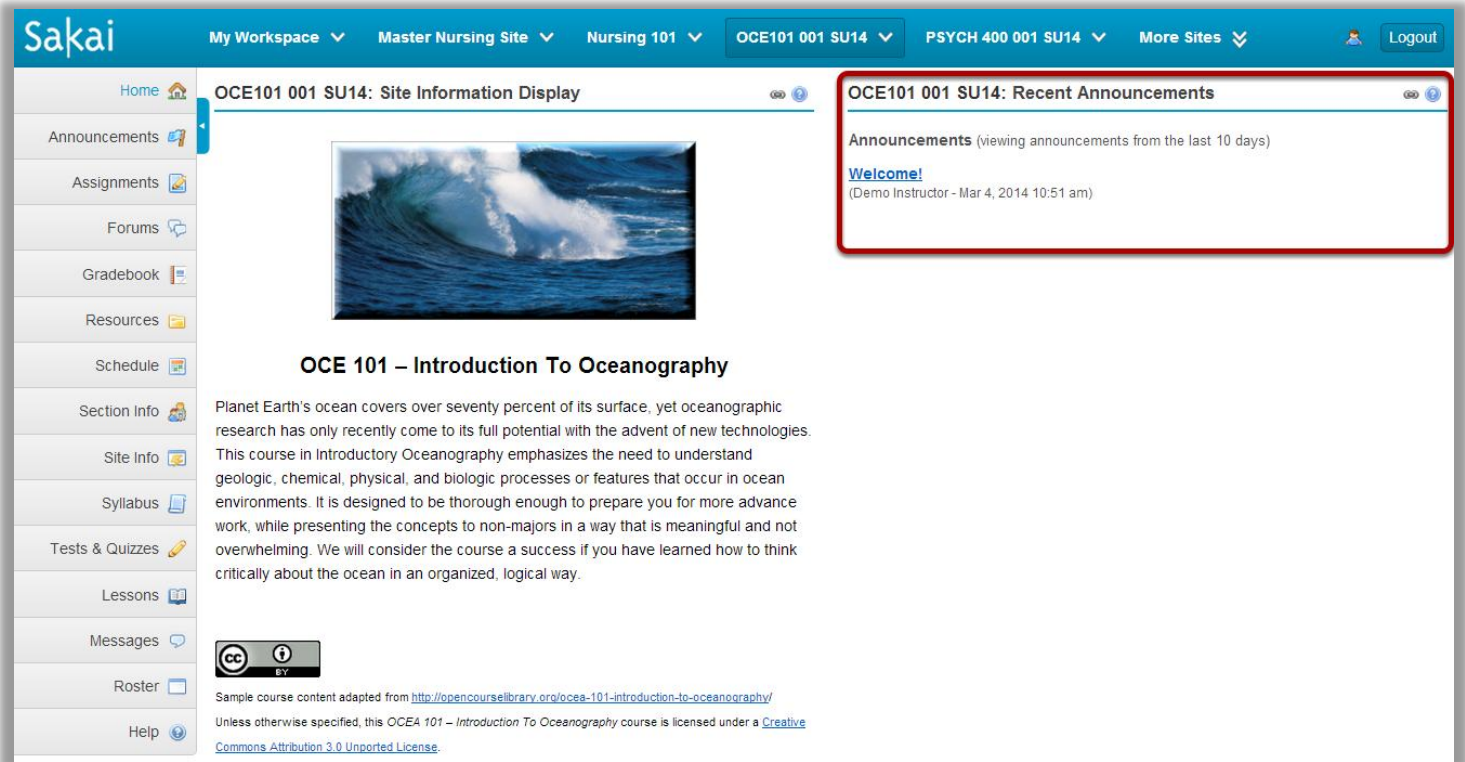 Sakai
My Workspace
Master Nursing Site
Nursing 101
OCE101 001 SU14
PSYCH 400 001 SU14
More Sites
Logout
Home
Announcements
Assignments
Forums
Gradebook
Resources
Schedule
Section Info
Site Info
Syllabus
Tests & Quizzes
Lessons
Messages
Roster
Help
OCE101 001 SU14: Site Information Display
OCE 101 – Introduction To Oceanography
Planet Earth's ocean covers over seventy percent of its surface, yet oceanographic
research has only recently come to its full potential with the advent of new technologies.
This course in Introductory Oceanography emphasizes the need to understand
geologic, chemical, physical, and biologic processes or features that occur in ocean
environments. It is designed to be thorough enough to prepare you for more advance
work, while presenting the concepts to non-majors in a way that is meaningful and not
overwhelming. We will consider the course a success if you have learned how to think
critically about the ocean in an organized, logical way.
cc
BY
Sample course content adapted from http://opencourselibrary.org/ocea-101-introduction-to-oceanography/
Unless otherwise specified, this OCEA 101 – Introduction To Oceanography course is licensed under a Creative
Commons Attribution 3.0 Unported License.
OCE101 001 SU14: Recent Announcements
Announcements (viewing announcements from the last 10 days)
Welcome!
(Demo Instructor - Mar 4, 2014 10:51 am)